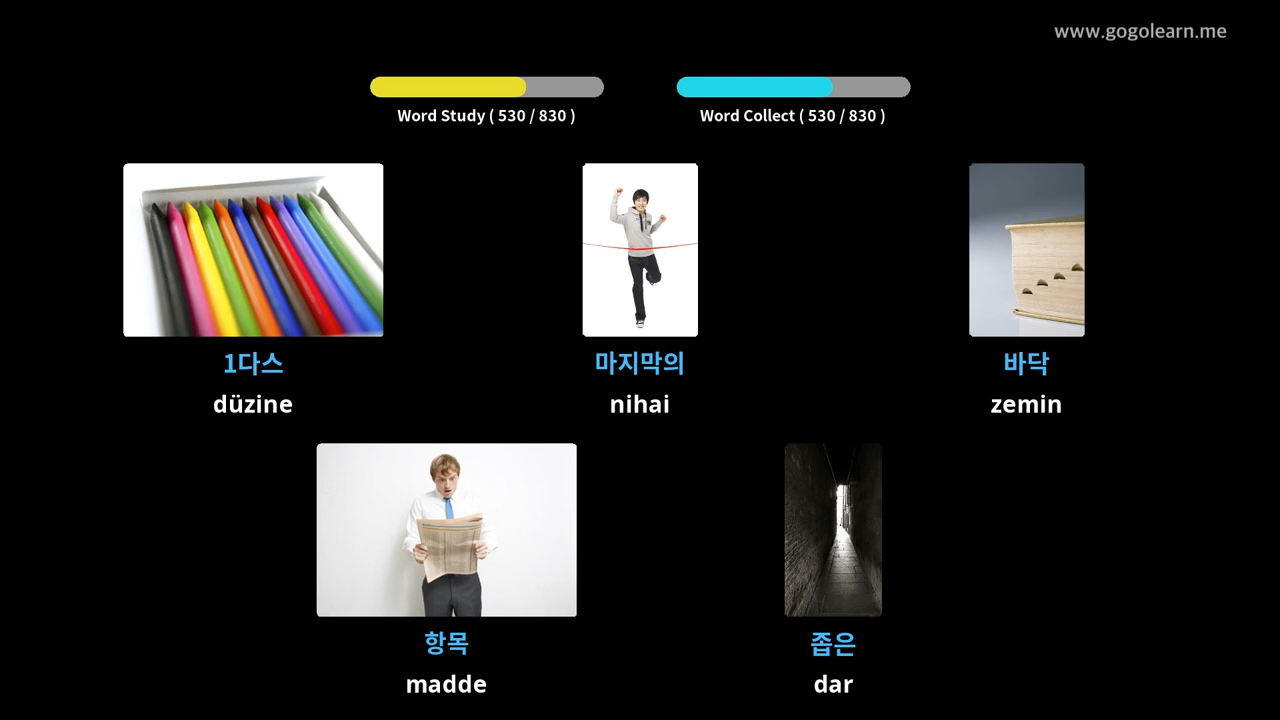 www.gogolearn.me
Word Study ( 530 / 830 )
Word Collect ( 530 / 830 )
1다스
düzine
마지막의
nihai
바닥
zemin
항목
madde
좁은
dar